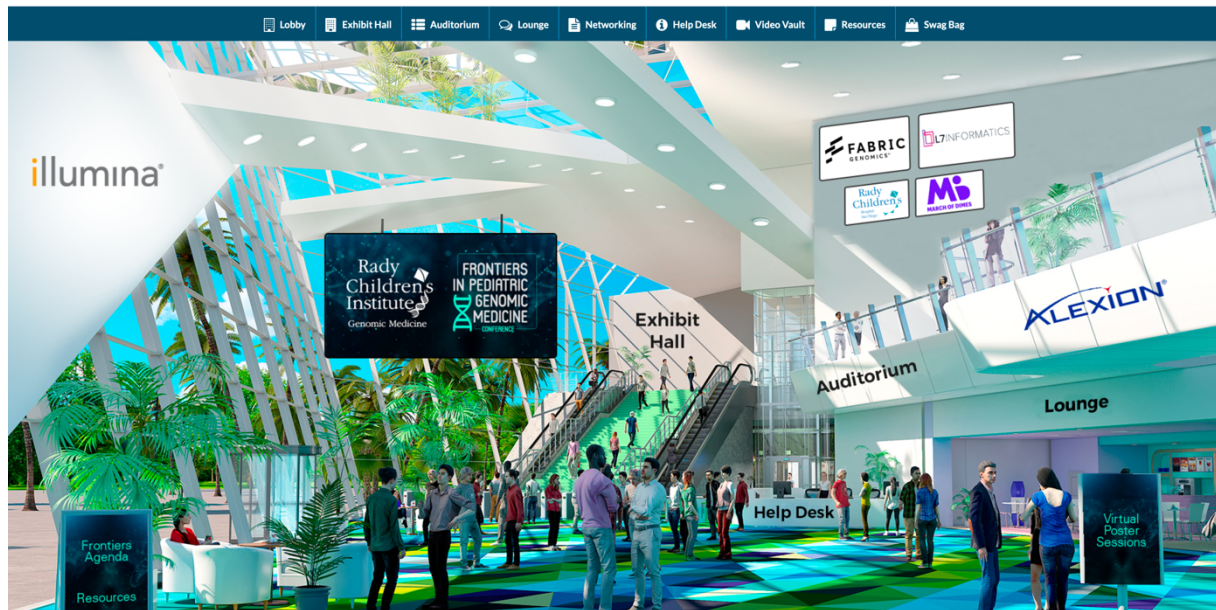 Lobby
Exhibit Hall
Auditorium
Lounge
Networking
Help Desk
Video Vault
Resources
Swag Bag
illumina®
FABRIC
GENOMICS™
L7INFORMATICS
Rady
Children's
MARCH OF DIMES
Rady
Children's
Institute
Genomic Medicine
FRONTIERS
IN PEDIATRIC
GENOMIC
MEDICINE
CONFERENCE
Exhibit
Hall
ALEXION®
Auditorium
Lounge
Help Desk
Frontiers
Agenda
Resources
Virtual
Poster
Sessions